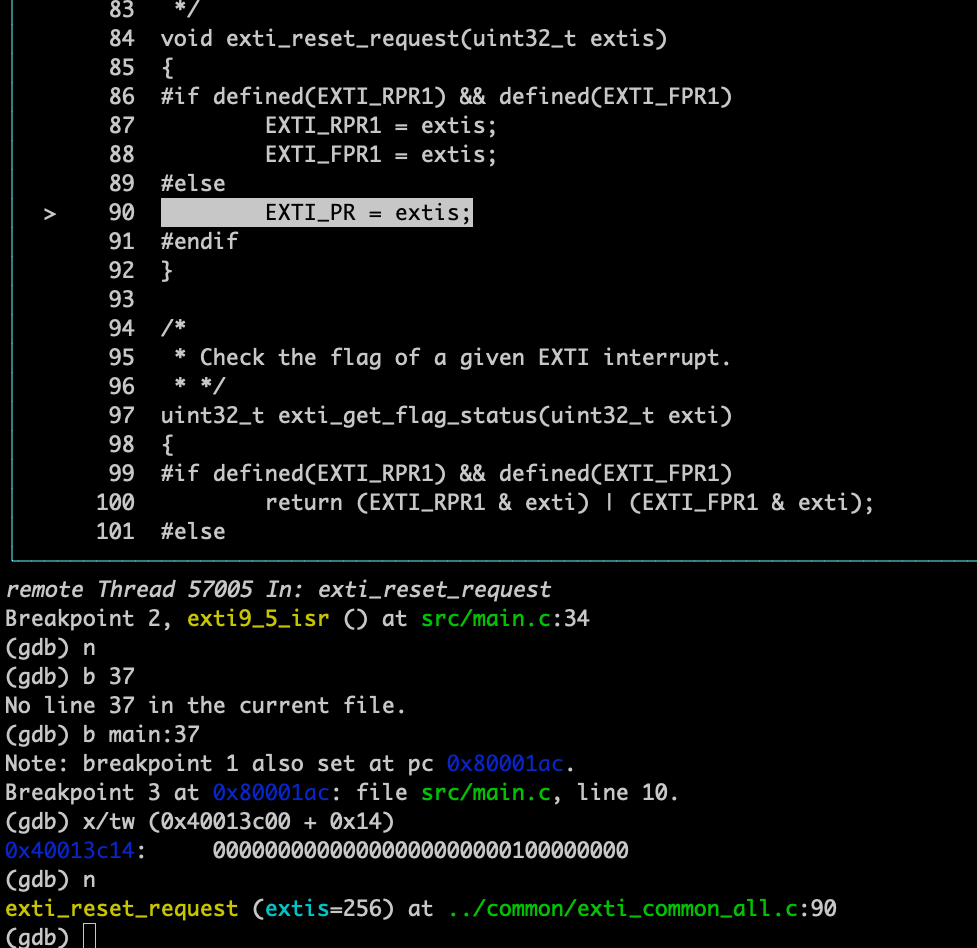 83 */
84 void exti_reset_request(uint32_t extis)
85 {
86 #if defined(EXTI_RPR1) && defined(EXTI_FPR1)
87 EXTI_RPR1 = extis;
88 EXTI_FPR1 = extis;
89 #else
> 90 EXTI_PR = extis;
91 #endif
92 }
93
94 /*
95 * Check the flag of a given EXTI interrupt.
96 * */
97 uint32_t exti_get_flag_status(uint32_t exti)
98 {
99 #if defined(EXTI_RPR1) && defined(EXTI_FPR1)
100 return (EXTI_RPR1 & exti) | (EXTI_FPR1 & exti);
101 #else
remote Thread 57005 In: exti_reset_request
Breakpoint 2, exti9_5_isr () at src/main.c:34
(gdb) n
(gdb) b 37
No line 37 in the current file.
(gdb) b main:37
Note: breakpoint 1 also set at pc 0x80001ac.
Breakpoint 3 at 0x80001ac: file src/main.c, line 10.
(gdb) x/tw (0x40013c00 + 0x14)
0x40013c14: 00000000000000000000000100000000
(gdb) n
exti_reset_request (extis=256) at ../common/exti_common_all.c:90
(gdb)